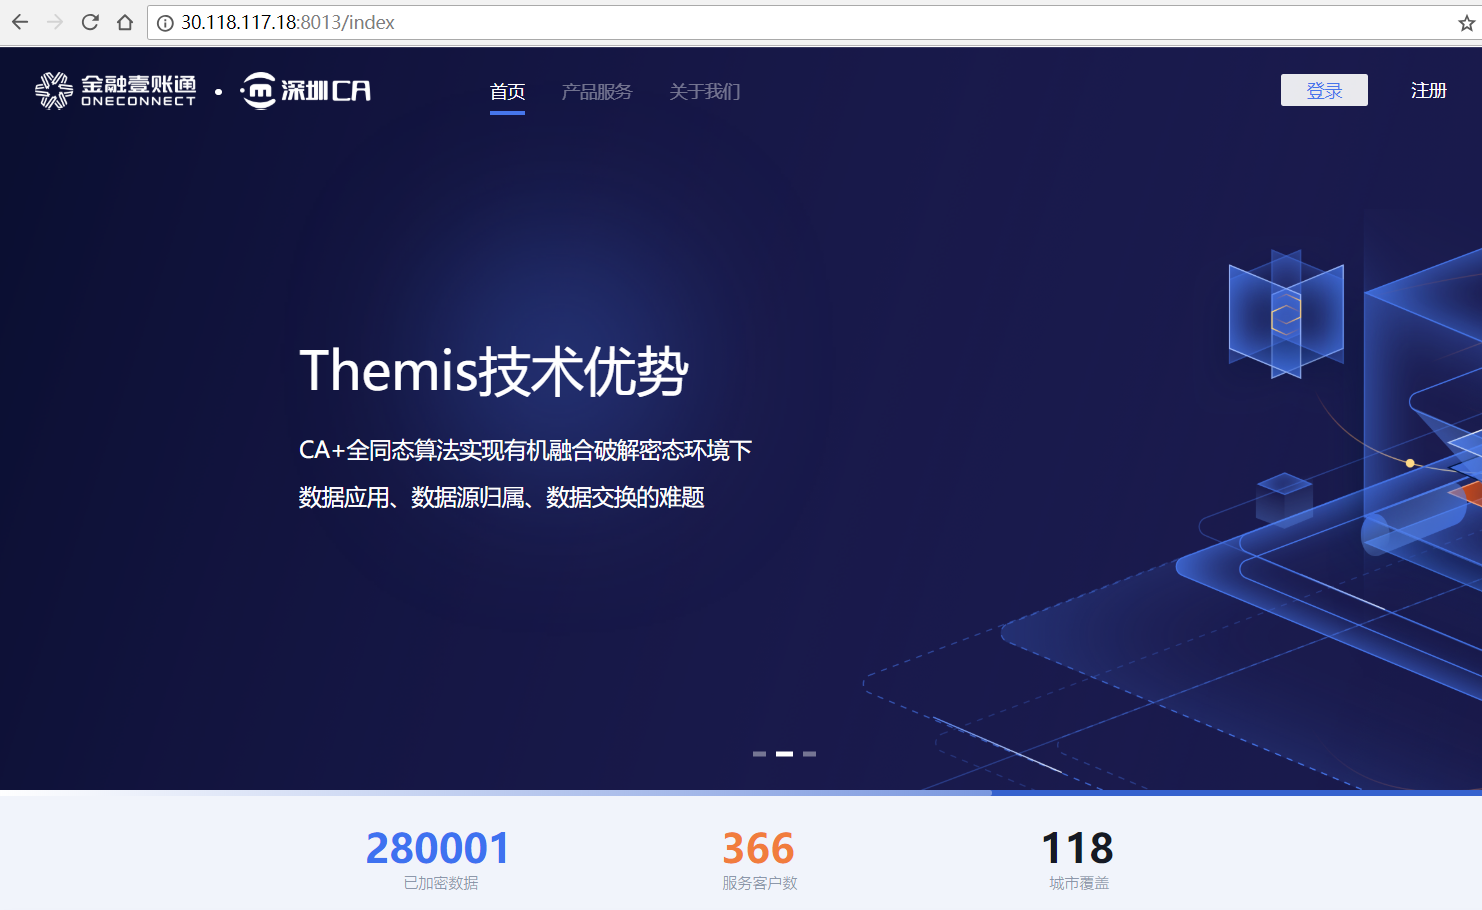 30.118.117.18:8013/index
金融壹账通
ONECONNECT
深圳CA
首页
产品服务
关于我们
登录
注册
Themis技术优势
CA+全同态算法实现有机融合破解密态环境下
数据应用、数据源归属、数据交换的难题
280001
366
118
已加密数据
服务客户数
城市覆盖